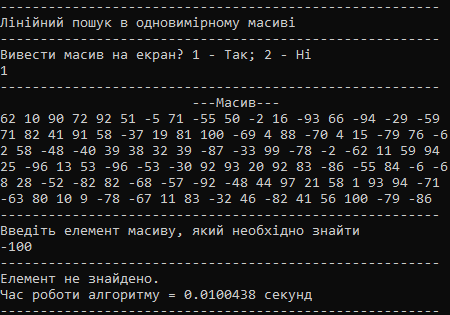 -------------------------------------------------------
Лінійний пошук в одновимірному масиві
-------------------------------------------------------
Вивести масив на екран? 1 - Так; 2 - Ні
1
-------------------------------------------------------
---Масив---
62 10 90 72 92 51 -5 71 -55 50 -2 16 -93 66 -94 -29 -59
71 82 41 91 58 -37 19 81 100 -69 4 88 -70 4 15 -79 76 -6
2 58 -48 -40 39 38 32 39 -87 -33 99 -78 -2 -62 11 59 94
25 -96 13 53 -96 -53 -30 92 93 20 92 83 -86 -55 84 -6 -6
8 28 -52 -82 82 -68 -57 -92 -48 44 97 21 58 1 93 94 -71
-63 80 10 9 -78 -67 11 83 -32 46 -82 41 56 100 -79 -86
-------------------------------------------------------
Введіть елемент масиву, який необхідно знайти
-100
-------------------------------------------------------
Елемент не знайдено.
Час роботи алгоритму = 0.0100438 секунд
-------------------------------------------------------